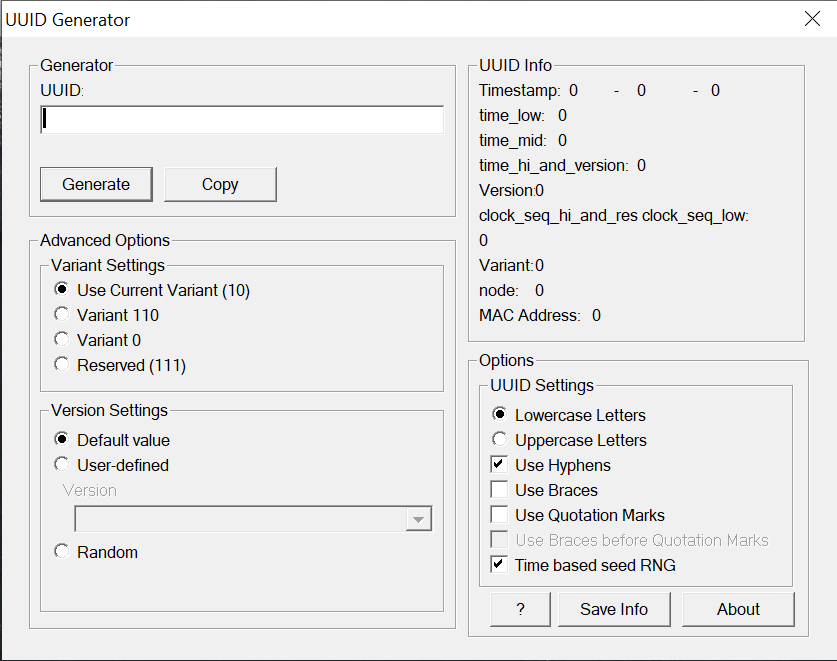 UUID Generator
Generator
UUID:
Generate
Copy
Advanced Options
Variant Settings
Use Current Variant (10)
Variant 110
Variant 0
Reserved (111)
Version Settings
Default value
User-defined
Version
Random
UUID Info
Timestamp: 0 - 0 - 0
time_low: 0
time_mid: 0
time_hi_and_version: 0
Version:0
clock_seq_hi_and_res clock_seq_low:
0
Variant:0
node: 0
MAC Address: 0
Options
UUID Settings
Lowercase Letters
Uppercase Letters
Use Hyphens
Use Braces
Use Quotation Marks
Use Braces before Quotation Marks
Time based seed RNG
?
Save Info
About